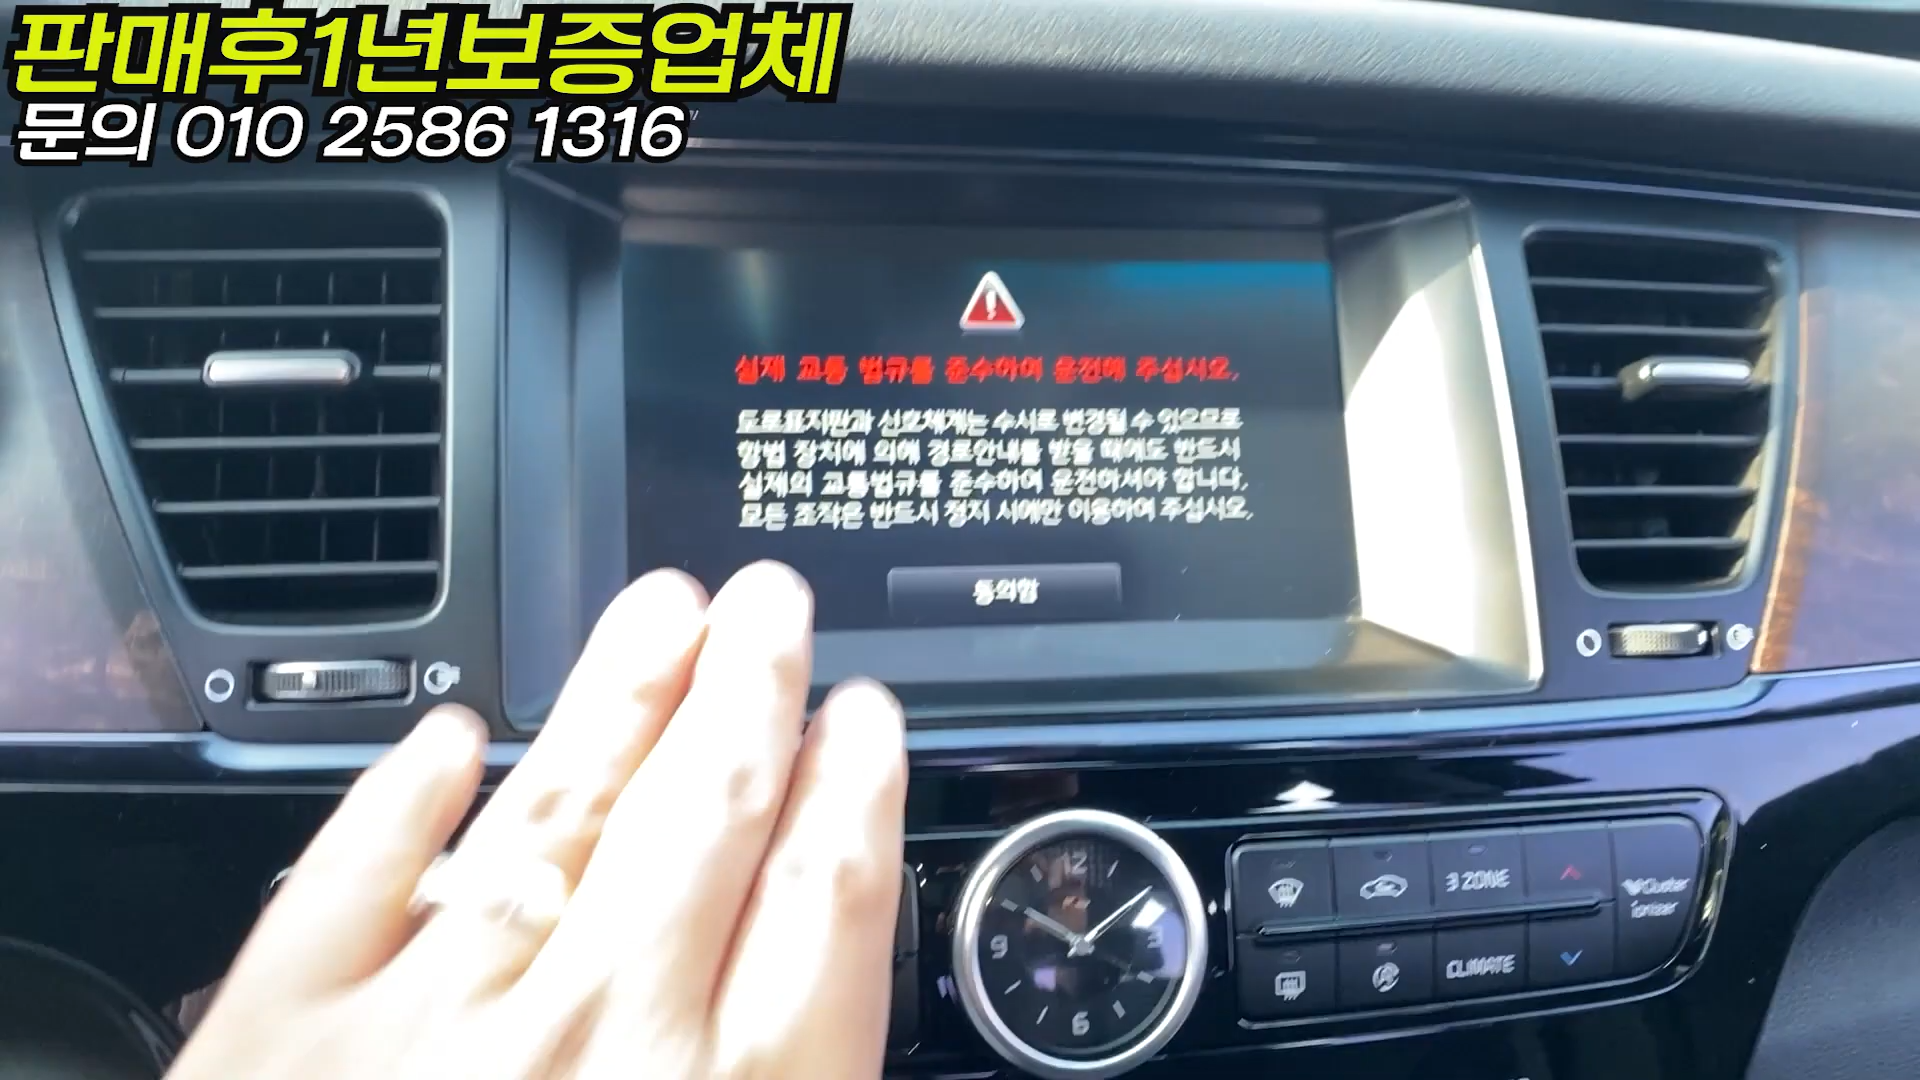 판매후1년보증업체
문의 010 2586 1316
실제 교통 법규를 준수하여 운전해 주십시오.
도로표지판과 신호체계는 수시로 변경될 수 있으므로
항법 장치에 의해 경로안내를 받을 때에도 반드시
실제의 교통법규를 준수하여 운전하셔야 합니다.
모든 조작은 반드시 정지 시에만 이용하여 주십시오.
동의함
12
3
6
9
3 ZONE
Cluster
ionizer
CLIMATE